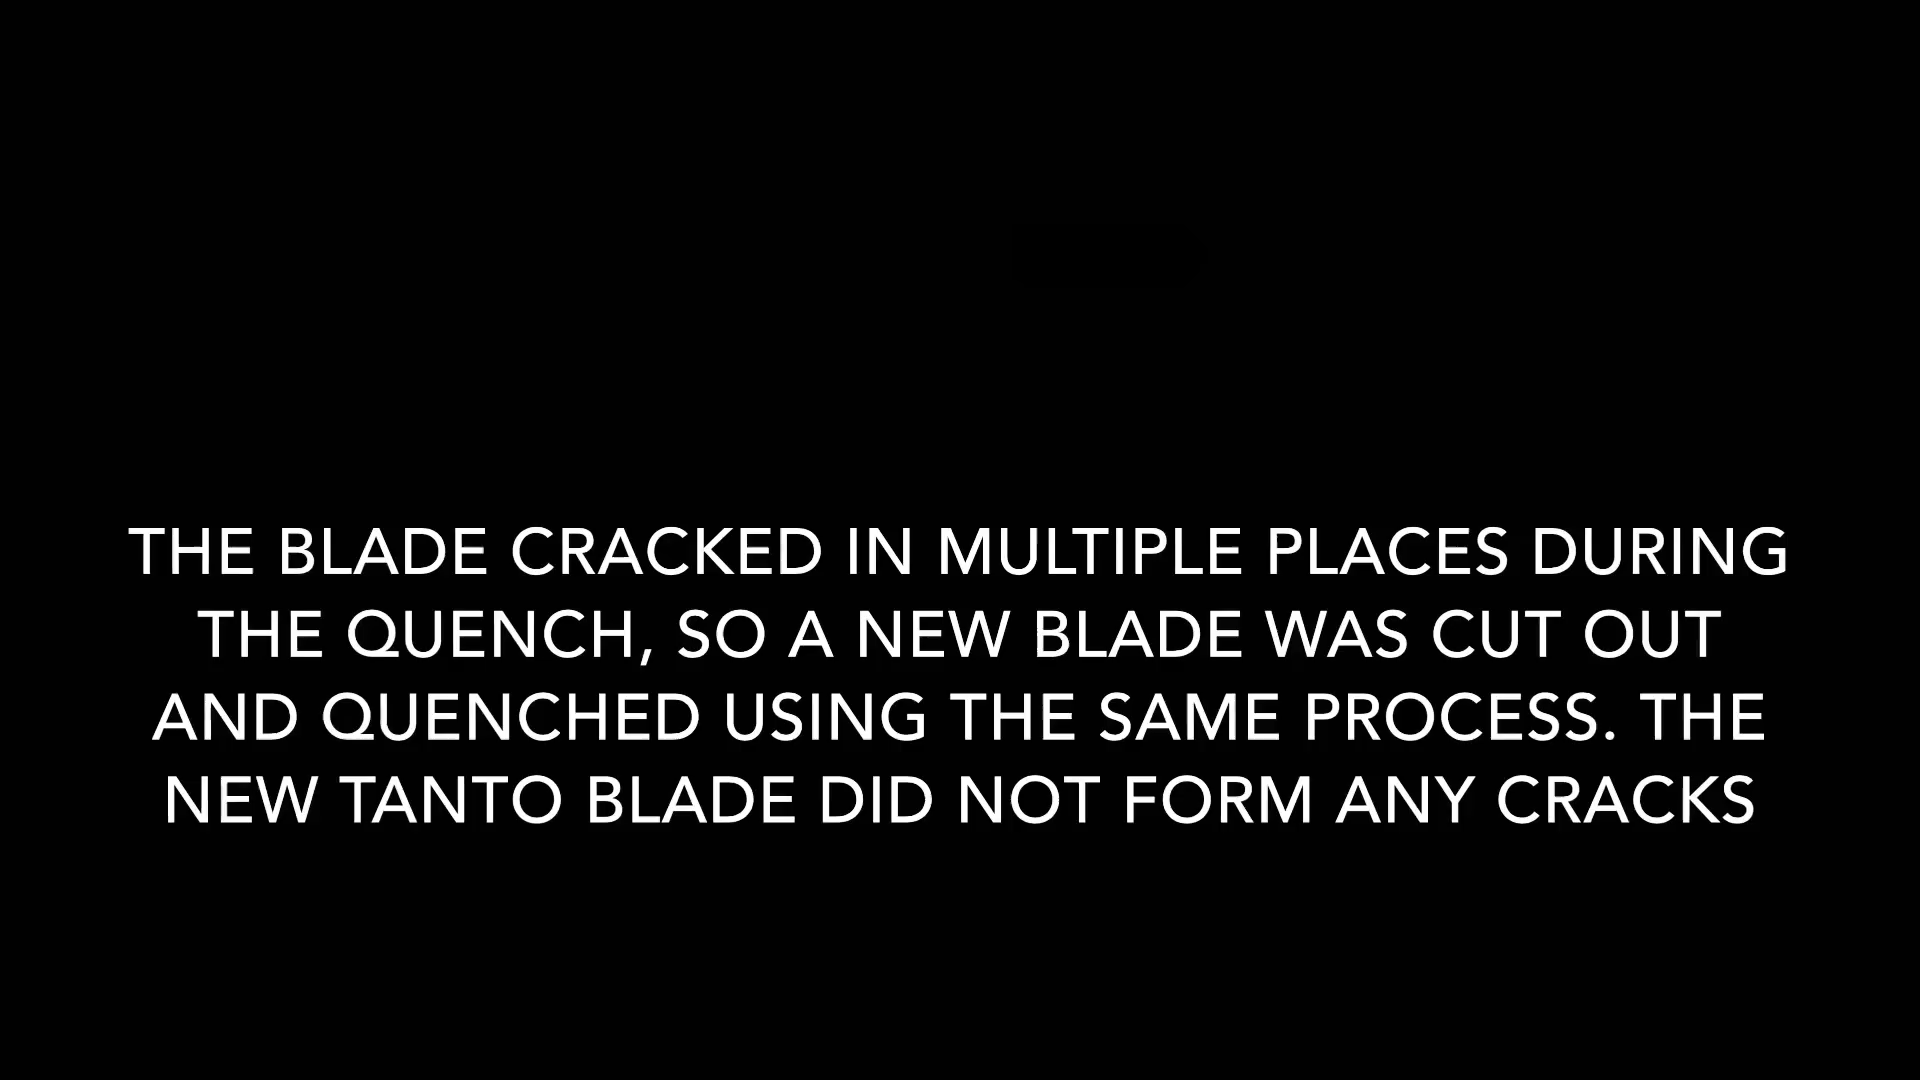 THE BLADE CRACKED IN MULTIPLE PLACES DURING
THE QUENCH, SO A NEW BLADE WAS CUT OUT
AND QUENCHED USING THE SAME PROCESS. THE
NEW TANTO BLADE DID NOT FORM ANY CRACKS